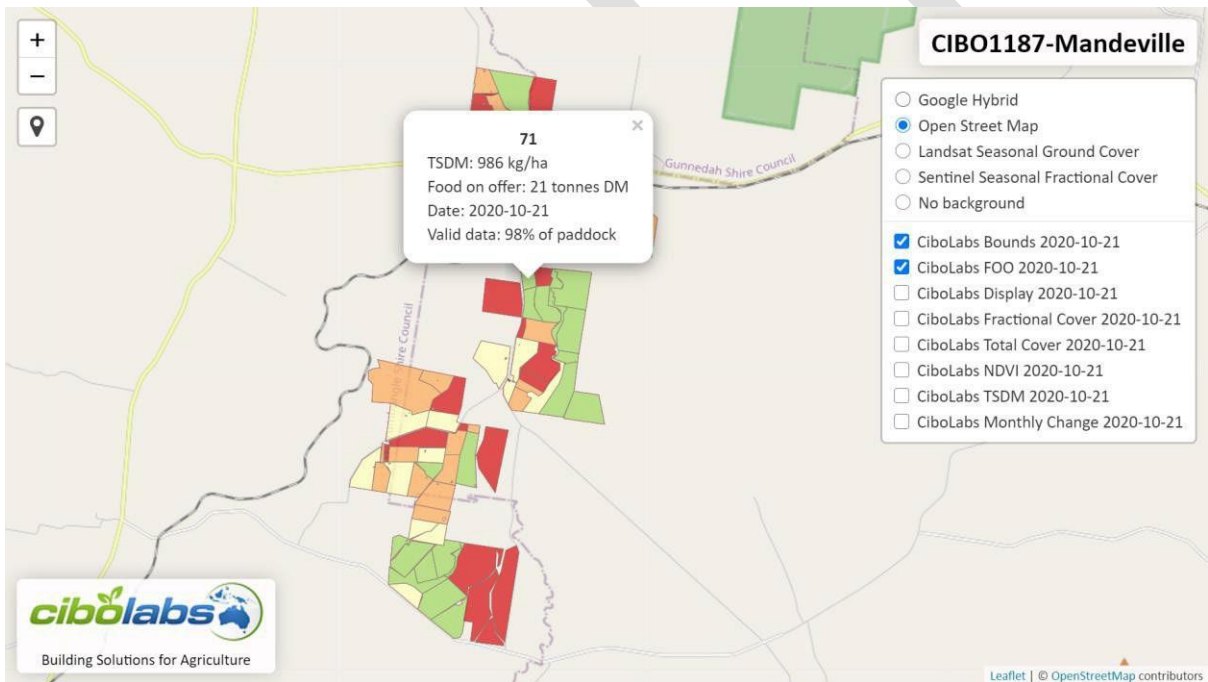 +
−
CIBO1187-Mandeville
Google Hybrid
Open Street Map
Landsat Seasonal Ground Cover
Sentinel Seasonal Fractional Cover
No background
CiboLabs Bounds 2020-10-21
CiboLabs FOO 2020-10-21
CiboLabs Display 2020-10-21
CiboLabs Fractional Cover 2020-10-21
CiboLabs Total Cover 2020-10-21
CiboLabs NDVI 2020-10-21
CiboLabs TSDM 2020-10-21
CiboLabs Monthly Change 2020-10-21
×
71
TSDM: 986 kg/ha
Food on offer: 21 tonnes DM
Date: 2020-10-21
Valid data: 98% of paddock
Gunnedah Shire Council
Shire Council
cibolabs
Building Solutions for Agriculture
Leaflet | © OpenStreetMap contributors